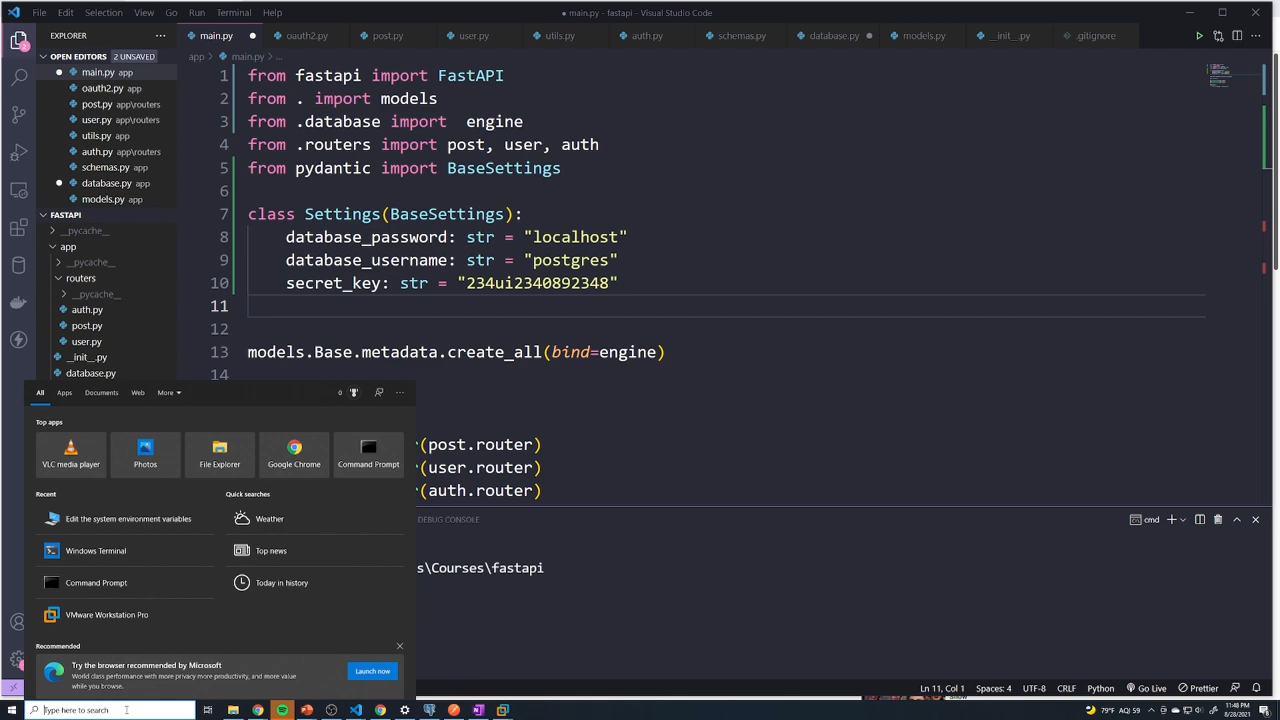 File Edit Selection View Go Run Terminal Help
● main.py - fastapi - Visual Studio Code
EXPLORER
main.py
oauth2.py
post.py
user.py
utils.py
auth.py
schemas.py
database.py
models.py
__init__.py
.gitignore
OPEN EDITORS 2 UNSAVED
main.py app
oauth2.py app
post.py app\routers
user.py app\routers
utils.py app
auth.py app\routers
schemas.py app
database.py app
models.py app
FASTAPI
__pycache__
app
__pycache__
routers
__pycache__
auth.py
post.py
user.py
__init__.py
database.py
app > main.py > ...
1 from fastapi import FastAPI
2 from . import models
3 from .database import engine
4 from .routers import post, user, auth
5 from pydantic import BaseSettings
6
7 class Settings(BaseSettings):
8 database_password: str = "localhost"
9 database_username: str = "postgres"
10 secret_key: str = "234ui2340892348"
11
12
13 models.Base.metadata.create_all(bind=engine)
14
(post.router)
(user.router)
(auth.router)
DEBUG CONSOLE
cmd
s\Courses\fastapi
All Apps Documents Web More
0
Top apps
VLC media player
Photos
File Explorer
Google Chrome
Command Prompt
Recent
Edit the system environment variables
Windows Terminal
Command Prompt
VMware Workstation Pro
Quick searches
Weather
Top news
Today in history
Recommended
Try the browser recommended by Microsoft
World class performance with more privacy more productivity, and more value
while you browse.
Launch now
Ln 11, Col 1 Spaces: 4 UTF-8 CRLF Python Go Live Prettier
Type here to search
79°F AQI 59
11:48 PM
8/28/2021